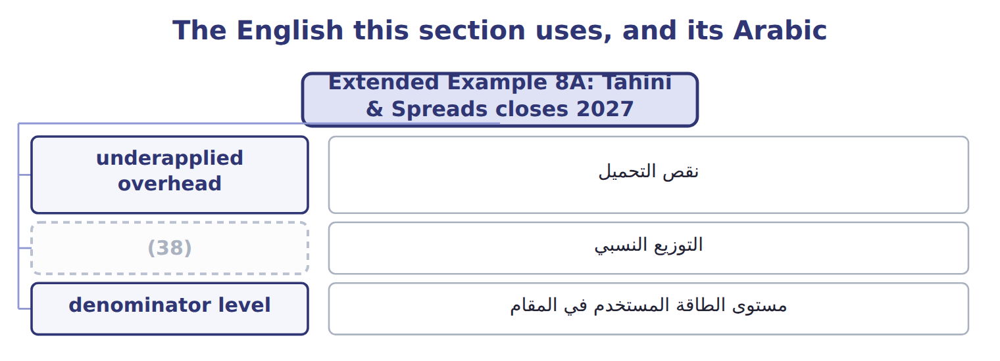 The English this section uses, and its Arabic
Extended Example 8A: Tahini
& Spreads closes 2027
underapplied
overhead
نقص التحميل
(38)
التوزيع النسبي
denominator level
مستوى الطاقة المستخدم في المقام